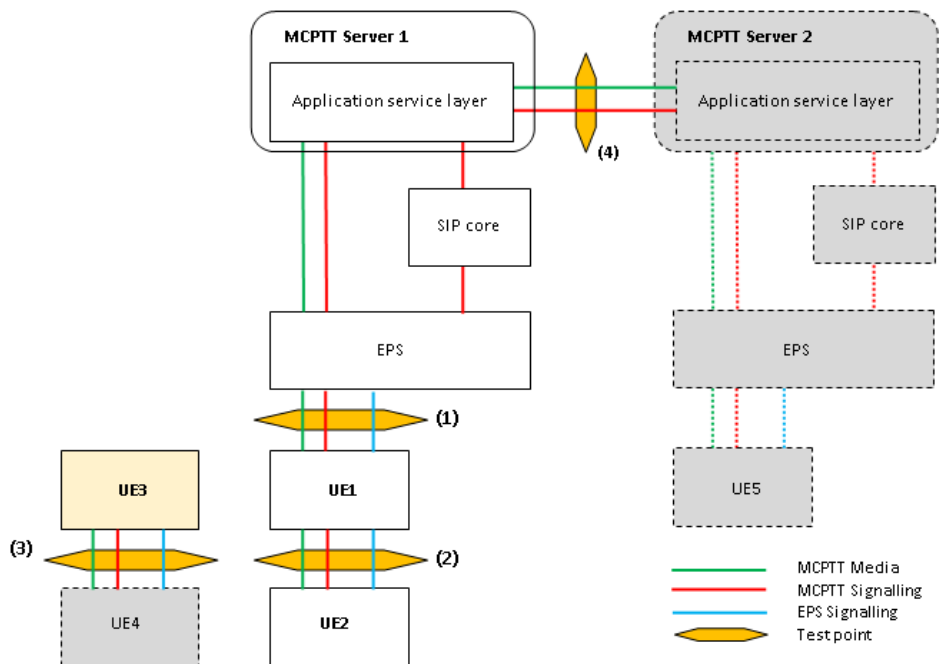 MCPTT Server 1
MCPTT Server 2
Application service layer
Application service layer
(4)
SIP core
SIP core
EPS
EPS
(1)
UE3
UE1
UE5
(3)
(2)
UE4
UE2
MCPTT Media
MCPTT Signalling
EPS Signalling
Test point